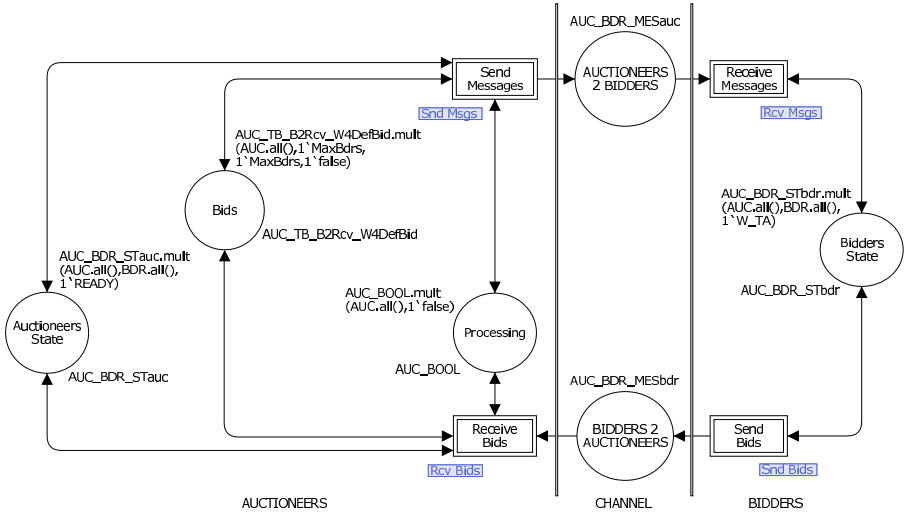 AUC_BDR_MESauc
Send
Messages
AUCTIONEERS
2 BIDDERS
Receive
Messages
Snd Msgs
Rcv Msgs
AUC_TB_B2Rcv_W4DefBid.mult
(AUC.all(),1`MaxBdrs,
1`MaxBdrs,1`false)
Bids
AUC_TB_B2Rcv_W4DefBid
AUC_BDR_STbdr.mult
(AUC.all(),BDR.all(),
1`W_TA)
Bidders
State
AUC_BDR_STbdr
AUC_BDR_STauc.mult
(AUC.all(),BDR.all(),
1`READY)
Auctioneers
State
AUC_BDR_STauc
AUC_BOOL.mult
(AUC.all(),1`false)
Processing
AUC_BOOL
AUC_BDR_MESbdr
Receive
Bids
BIDDERS 2
AUCTIONEERS
Send
Bids
Rcv Bids
Snd Bids
AUCTIONEERS
CHANNEL
BIDDERS